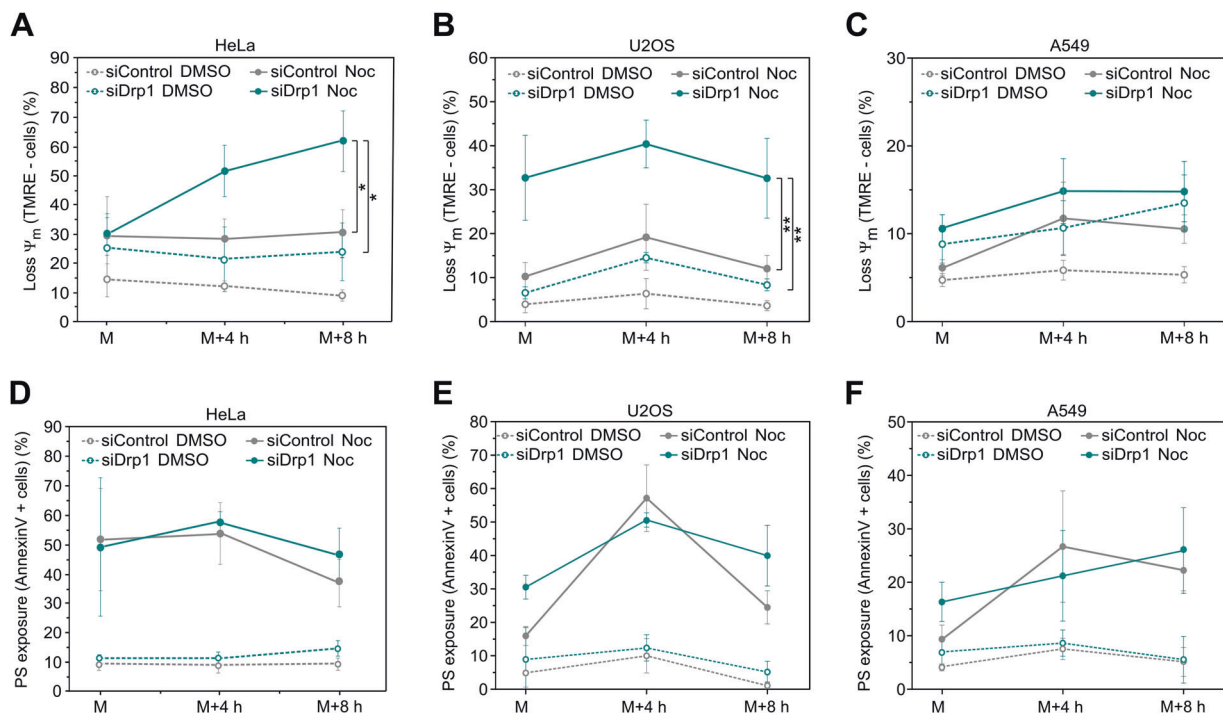 A
HeLa
Loss Ψm (TMRE - cells) (%)
90
80
70
60
50
40
30
20
10
0
siControl DMSO
siControl Noc
siDrp1 DMSO
siDrp1 Noc
*
*
M
M+4 h
M+8 h
B
U2OS
Loss Ψm (TMRE - cells) (%)
60
50
40
30
20
10
0
siControl DMSO
siControl Noc
siDrp1 DMSO
siDrp1 Noc
**
**
M
M+4 h
M+8 h
C
A549
Loss Ψm (TMRE - cells) (%)
30
20
10
0
siControl DMSO
siControl Noc
siDrp1 DMSO
siDrp1 Noc
M
M+4 h
M+8 h
D
HeLa
PS exposure (AnnexinV + cells) (%)
90
80
70
60
50
40
30
20
10
0
siControl DMSO
siControl Noc
siDrp1 DMSO
siDrp1 Noc
M
M+4 h
M+8 h
E
U2OS
PS exposure (AnnexinV + cells) (%)
80
70
60
50
40
30
20
10
0
siControl DMSO
siControl Noc
siDrp1 DMSO
siDrp1 Noc
M
M+4 h
M+8 h
F
A549
PS exposure (AnnexinV + cells) (%)
50
40
30
20
10
0
siControl DMSO
siControl Noc
siDrp1 DMSO
siDrp1 Noc
M
M+4 h
M+8 h